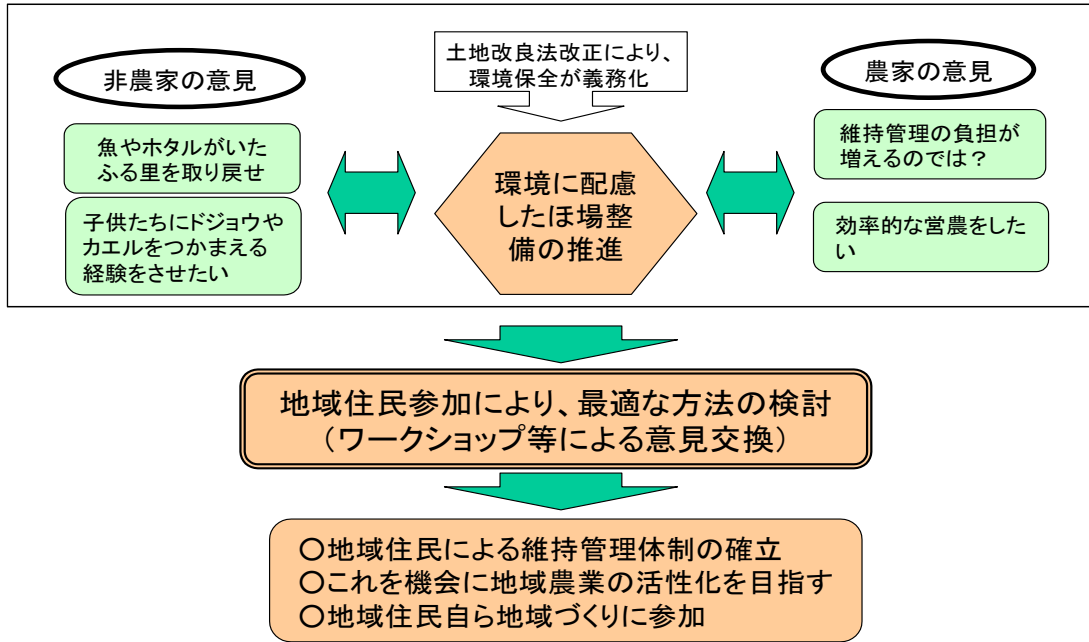 土地改良法改正により、
環境保全が義務化
非農家の意見
農家の意見
魚やホタルがいた
ふる里を取り戻せ
子供たちにドジョウや
カエルをつかまえる
経験をさせたい
環境に配慮
したほ場整
備の推進
維持管理の負担が
増えるのでは？
効率的な営農をした
い
地域住民参加により、最適な方法の検討
（ワークショップ等による意見交換）
○地域住民による維持管理体制の確立
○これを機会に地域農業の活性化を目指す
○地域住民自ら地域づくりに参加